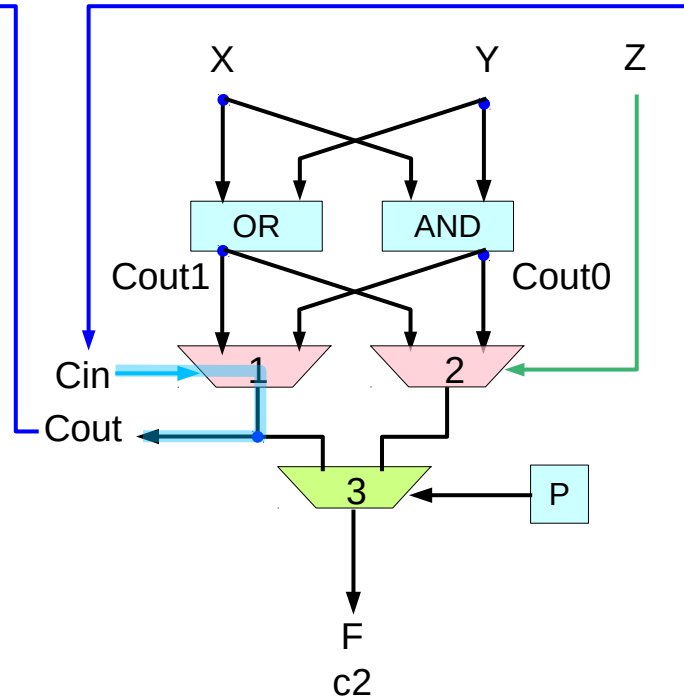 X Y Z
OR AND
Cout1 Cout0
Cin 1 2
Cout
3 P
F
c2